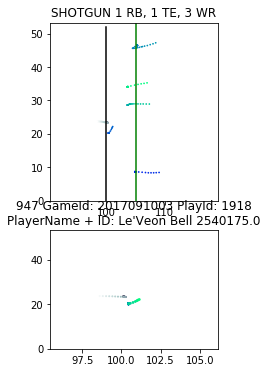 SHOTGUN 1 RB, 1 TE, 3 WR
50
40
30
20
10
0
100 110
947 GameId: 2017091003 PlayId: 1918
PlayerName + ID: Le'Veon Bell 2540175.0
40
20
0
97.5 100.0 102.5 105.0